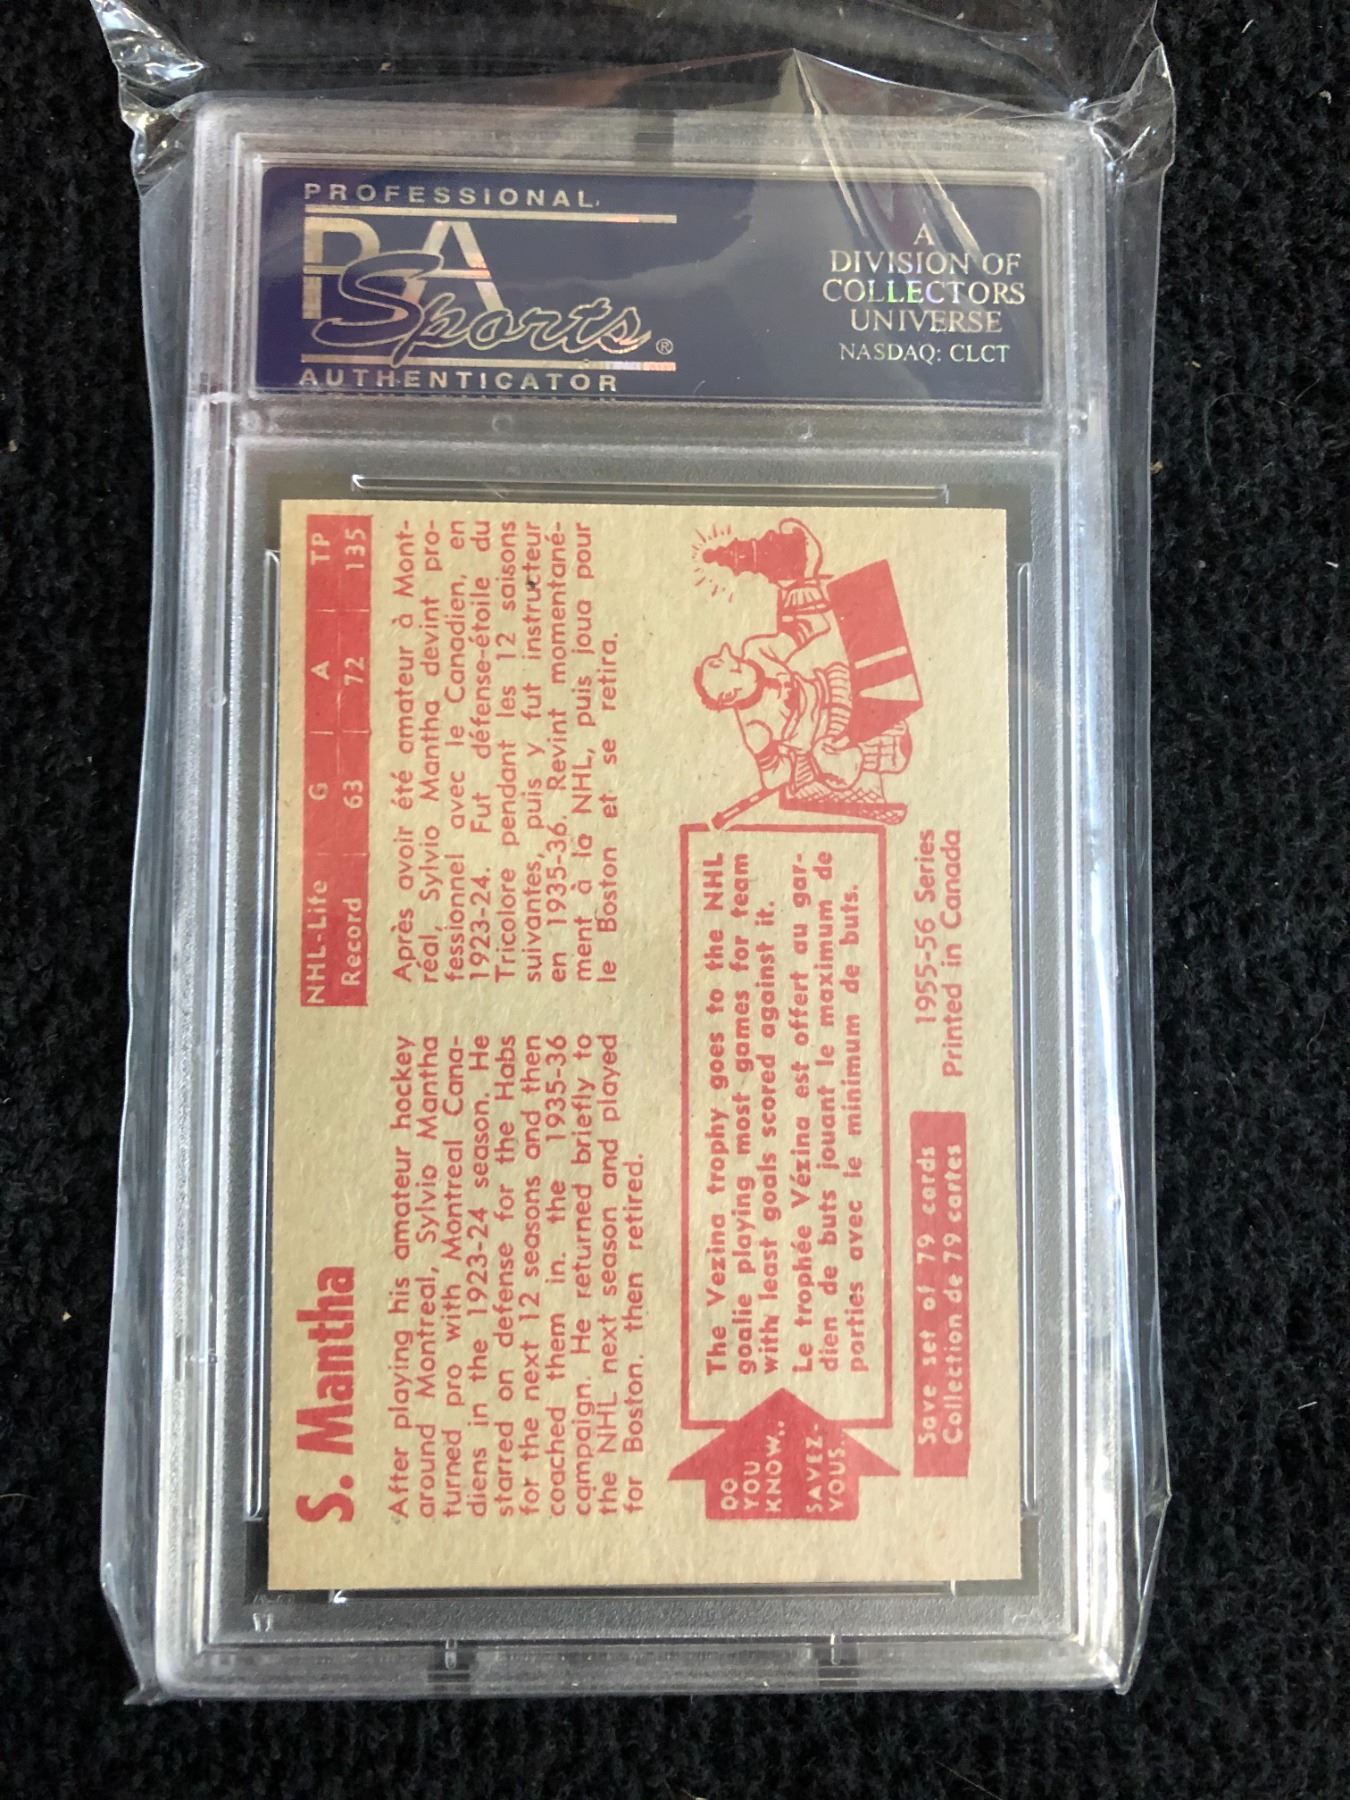 PROFESSIONAL
PSA
Sports®
AUTHENTICATOR
A
DIVISION OF
COLLECTORS
UNIVERSE
NASDAQ: CLCT
S. Mantha
NHL-Life G A TP
Record 63 72 135
After playing his amateur hockey
around Montreal, Sylvio Mantha
turned pro with Montreal Cana-
diens in the 1923-24 season. He
starred on defense for the Habs
for the next 12 seasons and then
coached them in the 1935-36
campaign. He returned briefly to
the NHL next season and played
for Boston, then retired.
Après avoir été amateur à Mont-
réal, Sylvio Mantha devint pro-
fessionnel avec le Canadien, en
1923-24. Fut défense-étoile du
Tricolore pendant les 12 saisons
suivantes, puis y fut instructeur
en 1935-36. Revint momentané-
ment à la NHL, puis joua pour
le Boston et se retira.
DO
YOU
KNOW..
SAVEZ-
VOUS..
The Vezina trophy goes to the NHL
goalie playing most games for team
with least goals scored against it.
Le trophée Vézina est offert au gar-
dien de buts jouant le maximum de
parties avec le minimum de buts.
Save set of 79 cards
Collection de 79 cartes
1955-56 Series
Printed in Canada